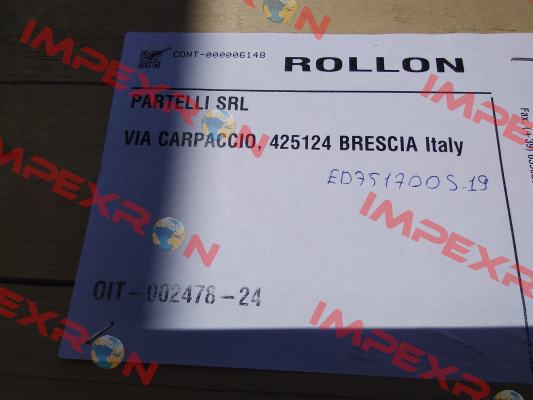 CONT-000006148
ROLLON
PARTELLI SRL
VIA CARPACCIO, 425124 BRESCIA Italy
ED751700S.19
OIT-002478-24
IMPEXRON
IMPEXRON
IMPEXRON
IMPEXRON
IMPEXRON